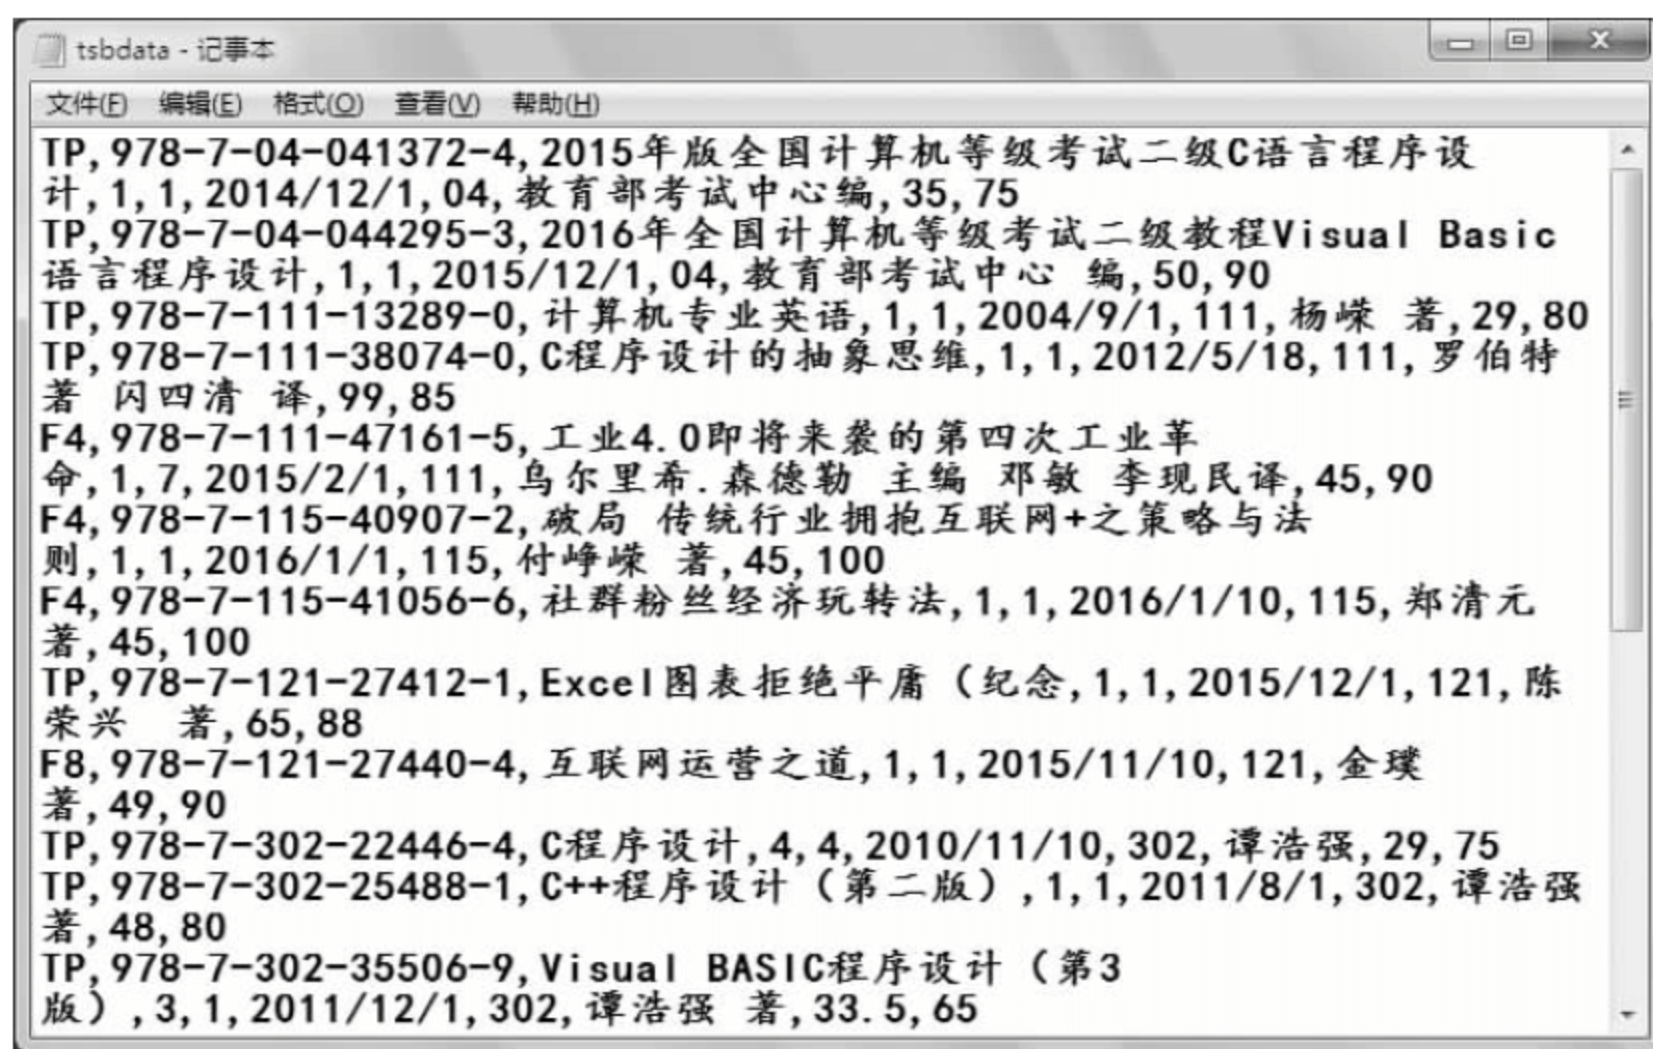 tsbdata - 记事本
文件(F) 编辑(E) 格式(O) 查看(V) 帮助(H)
TP,978-7-04-041372-4,2015年版全国计算机等级考试二级C语言程序设
计,1,1,2014/12/1,04,教育部考试中心编,35,75
TP,978-7-04-044295-3,2016年全国计算机等级考试二级教程Visual Basic
语言程序设计,1,1,2015/12/1,04,教育部考试中心 编,50,90
TP,978-7-111-13289-0,计算机专业英语,1,1,2004/9/1,111,杨嵘 著,29,80
TP,978-7-111-38074-0,C程序设计的抽象思维,1,1,2012/5/18,111,罗伯特
著 闪四清 译,99,85
F4,978-7-111-47161-5,工业4.0即将来袭的第四次工业革
命,1,7,2015/2/1,111,乌尔里希.森德勒 主编 邓敏 李现民译,45,90
F4,978-7-115-40907-2,破局 传统行业拥抱互联网+之策略与法
则,1,1,2016/1/1,115,付峥嵘 著,45,100
F4,978-7-115-41056-6,社群粉丝经济玩转法,1,1,2016/1/10,115,郑清元
著,45,100
TP,978-7-121-27412-1,Excel图表拒绝平庸（纪念,1,1,2015/12/1,121,陈
荣兴 著,65,88
F8,978-7-121-27440-4,互联网运营之道,1,1,2015/11/10,121,金璞
著,49,90
TP,978-7-302-22446-4,C程序设计,4,4,2010/11/10,302,谭浩强,29,75
TP,978-7-302-25488-1,C++程序设计（第二版）,1,1,2011/8/1,302,谭浩强
著,48,80
TP,978-7-302-35506-9,Visual BASIC程序设计（第3
版）,3,1,2011/12/1,302,谭浩强 著,33.5,65